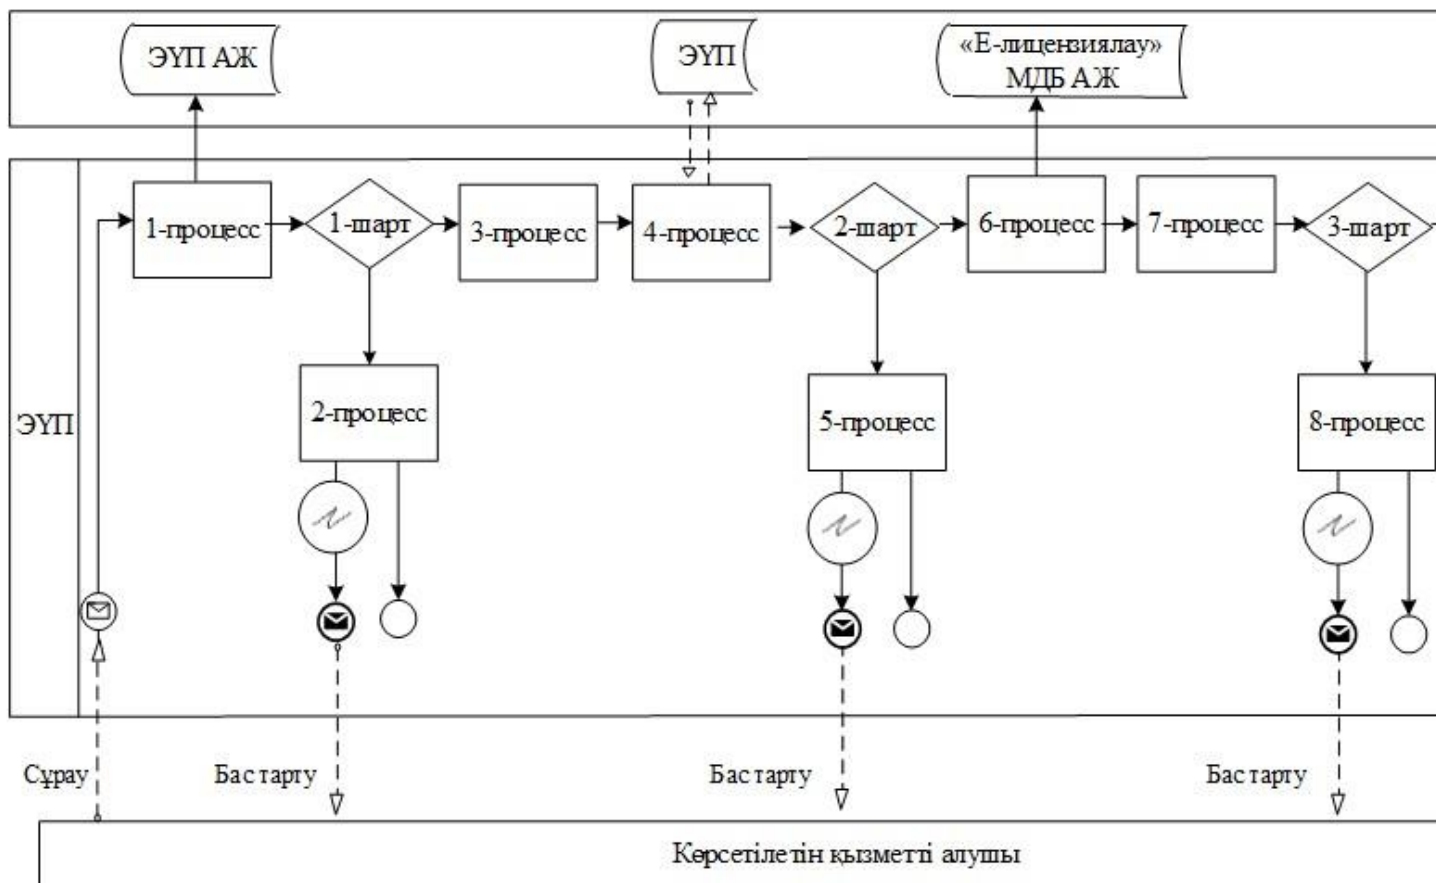 ЭҮП АЖ
ЭҮП
«Е-лицензиялау»
МДБ АЖ
1-процесс
1-шарт
3-процесс
4-процесс
2-шарт
6-процесс
7-процесс
3-шарт
ЭҮП
2-процесс
5-процесс
8-процесс
Сұрау
Бас тарту
Бас тарту
Бас тарту
Көрсетілетін қызметті алушы